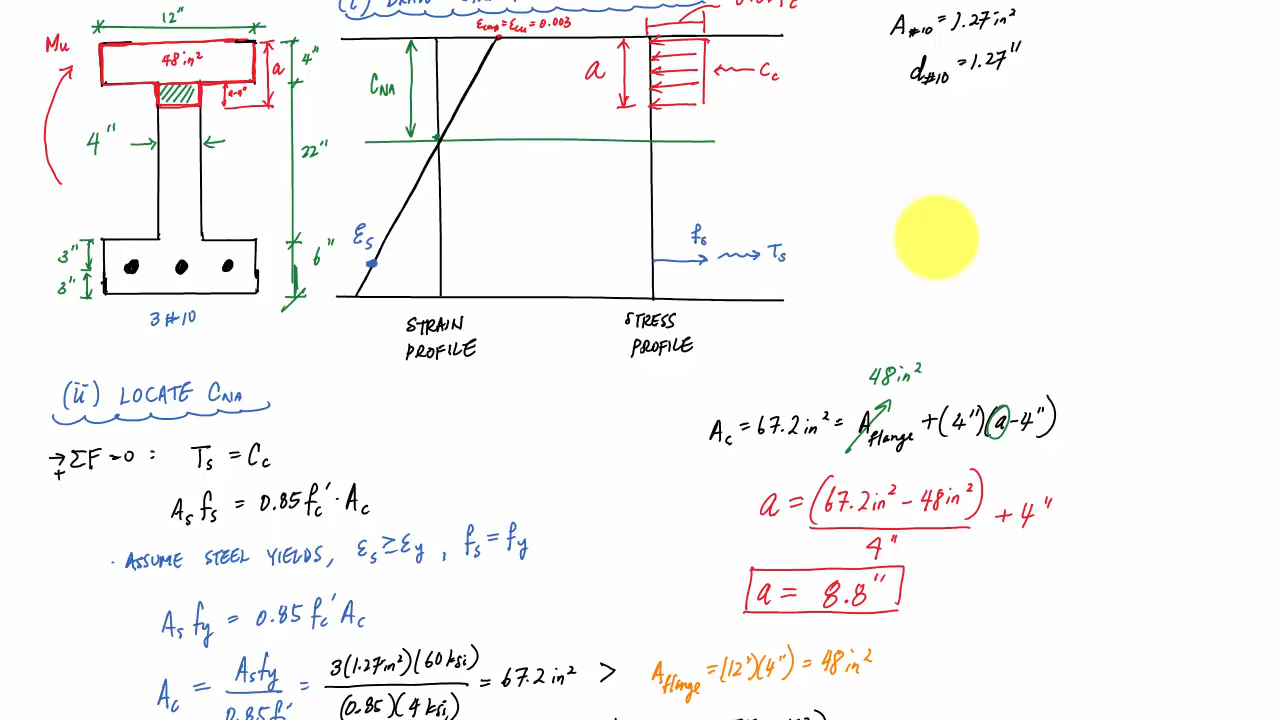 12"
εcmax = εcu = 0.003
A#10 = 1.27 in²
d#10 = 1.27"
Mu
48 in²
a
4"
a-4"
CNA
a
Cc
4"
22"
εs
fs
Ts
3"
3"
6"
3#10
STRAIN
PROFILE
STRESS
PROFILE
(ii) LOCATE CNA
48 in²
Ac = 67.2 in² = Aflange + (4")(a-4")
→+ ΣF = 0 : Ts = Cc
As fs = 0.85 f'c · Ac
a = (67.2 in² - 48 in²) / 4" + 4"
· ASSUME STEEL YIELDS, εs ≥ εy , fs = fy
a = 8.8"
As fy = 0.85 f'c Ac
Ac = As fy / 0.85 f'c = 3(1.27 in²)(60 ksi) / (0.85)(4 ksi) = 67.2 in² > Aflange = (12")(4") = 48 in²